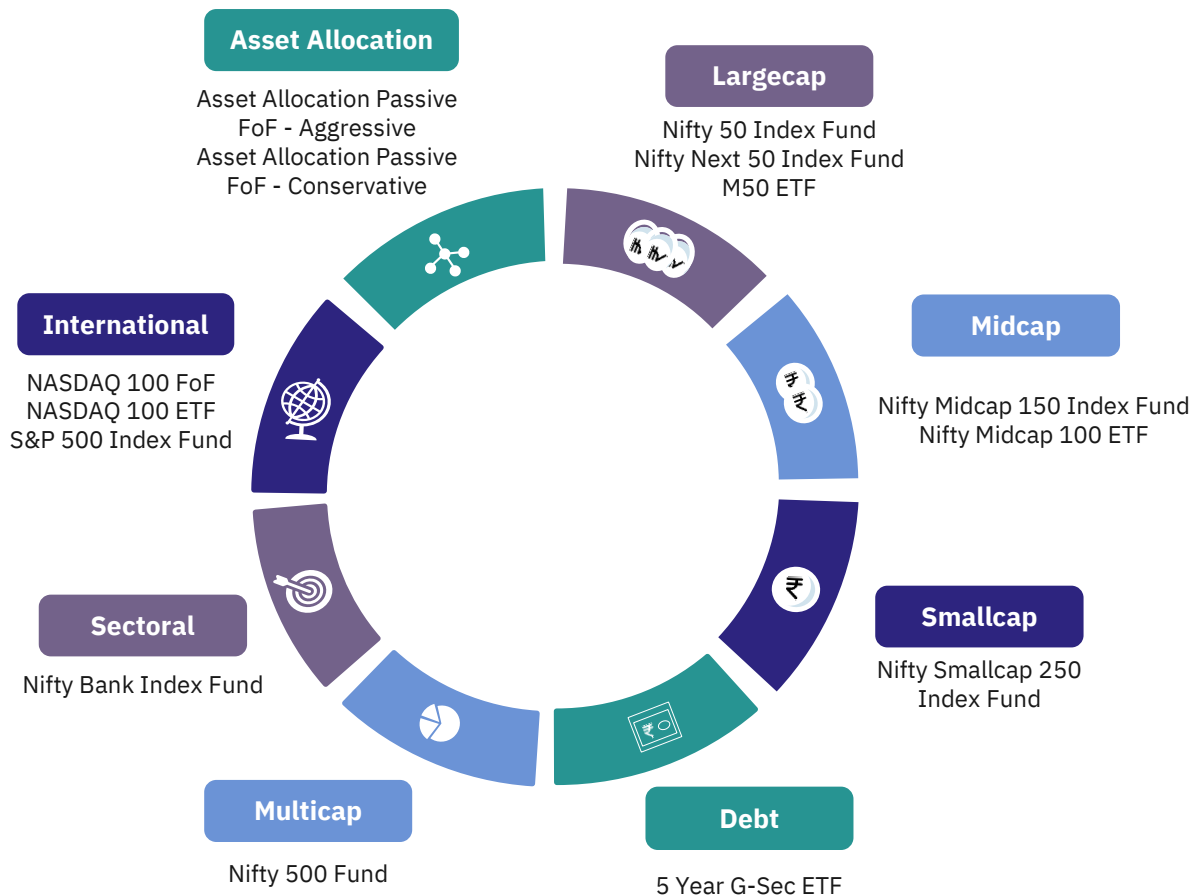 Asset Allocation
Asset Allocation Passive
FoF - Aggressive
Asset Allocation Passive
FoF - Conservative
Largecap
Nifty 50 Index Fund
Nifty Next 50 Index Fund
M50 ETF
Midcap
Nifty Midcap 150 Index Fund
Nifty Midcap 100 ETF
Smallcap
Nifty Smallcap 250
Index Fund
Debt
5 Year G-Sec ETF
Multicap
Nifty 500 Fund
Sectoral
Nifty Bank Index Fund
International
NASDAQ 100 FoF
NASDAQ 100 ETF
S&P 500 Index Fund